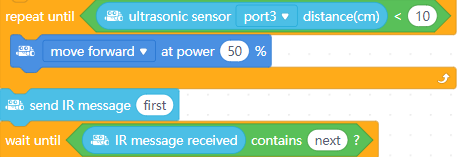 repeat until ultrasonic sensor port3 distance(cm) < 10
move forward at power 50 %
send IR message first
wait until IR message received contains next ?